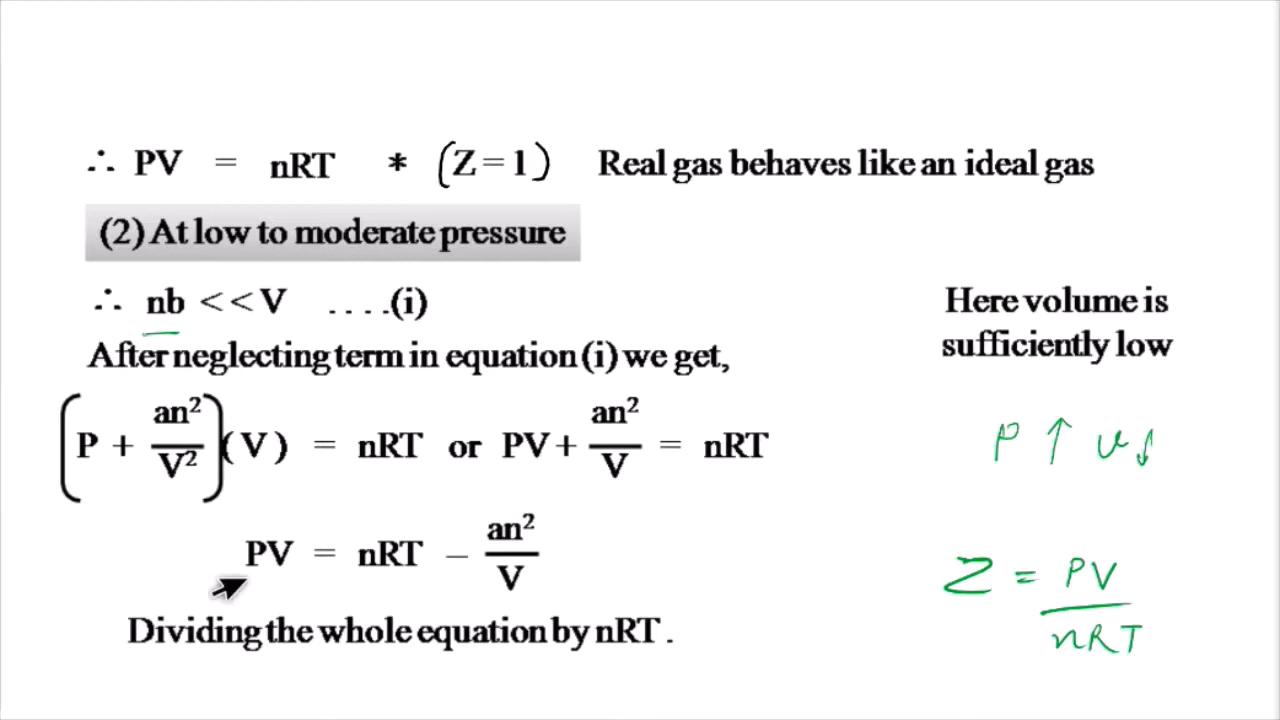 ∴ PV = nRT * (Z=1) Real gas behaves like an ideal gas
(2) At low to moderate pressure
∴ nb <<V ....(i)
Here volume is
sufficiently low
After neglecting term in equation (i) we get,
(P + an²/V²)(V) = nRT or PV+ an²/V = nRT
P ↑ V↓
PV = nRT − an²/V
Z = PV/nRT
Dividing the whole equation by nRT .